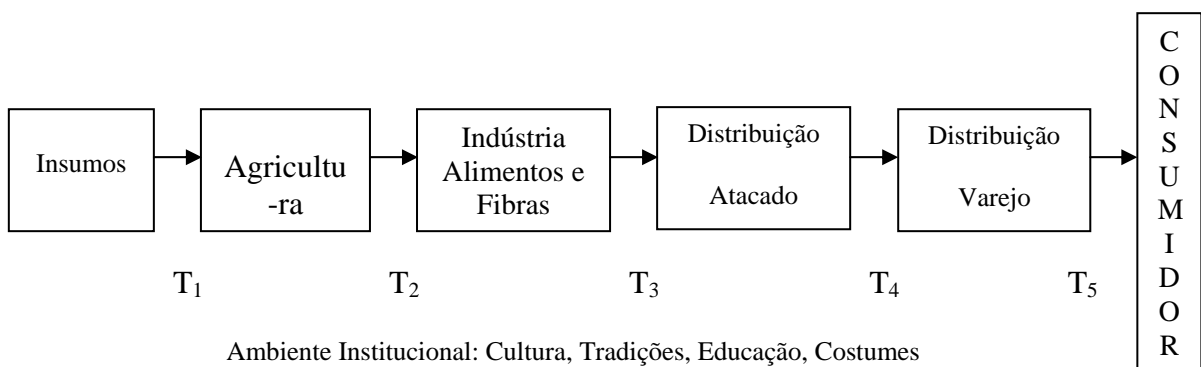 Insumos
Agricultu
-ra
Indústria
Alimentos e
Fibras
Distribuição
Atacado
Distribuição
Varejo
C
O
N
S
U
M
I
D
O
R
T1
T2
T3
T4
T5
Ambiente Institucional: Cultura, Tradições, Educação, Costumes